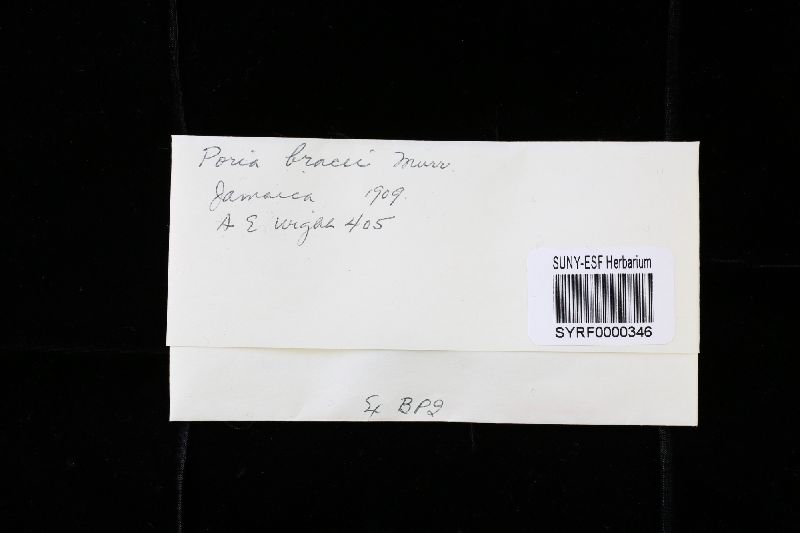 Poria bracei Murr.
Jamaica 1909.
A E Wight 405
SUNY-ESF Herbarium
SYRF0000346
Ex BPI